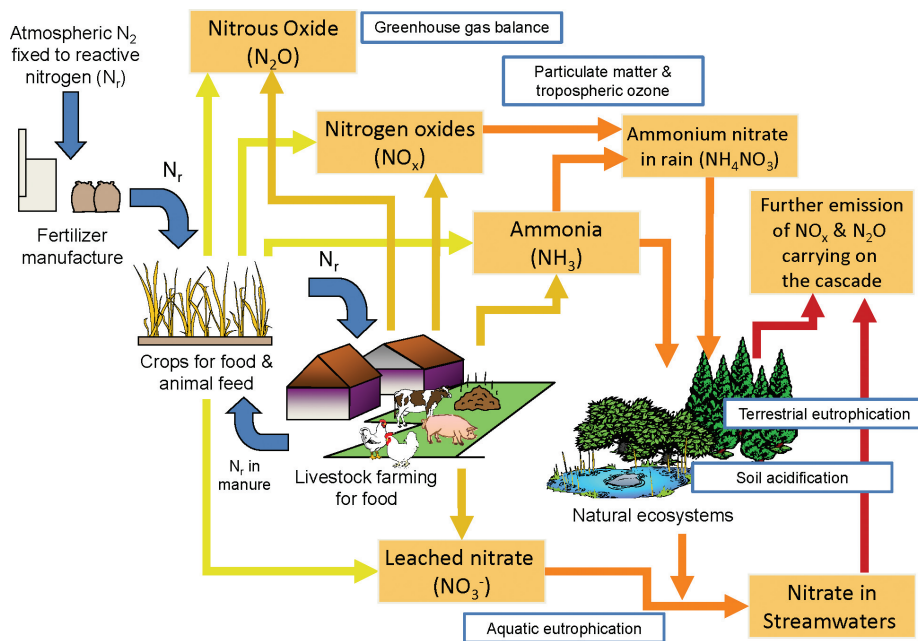 Atmospheric N₂
fixed to reactive
nitrogen (Nᵣ)
Nitrous Oxide
(N₂O)
Greenhouse gas balance
Particulate matter &
tropospheric ozone
Nitrogen oxides
(NOₓ)
Ammonium nitrate
in rain (NH₄NO₃)
Nᵣ
Fertilizer
manufacture
Ammonia
(NH₃)
Further emission
of NOₓ & N₂O
carrying on
the cascade
Nᵣ
Crops for food &
animal feed
Terrestrial eutrophication
Nᵣ in
manure
Livestock farming
for food
Soil acidification
Natural ecosystems
Leached nitrate
(NO₃⁻)
Nitrate in
Streamwaters
Aquatic eutrophication